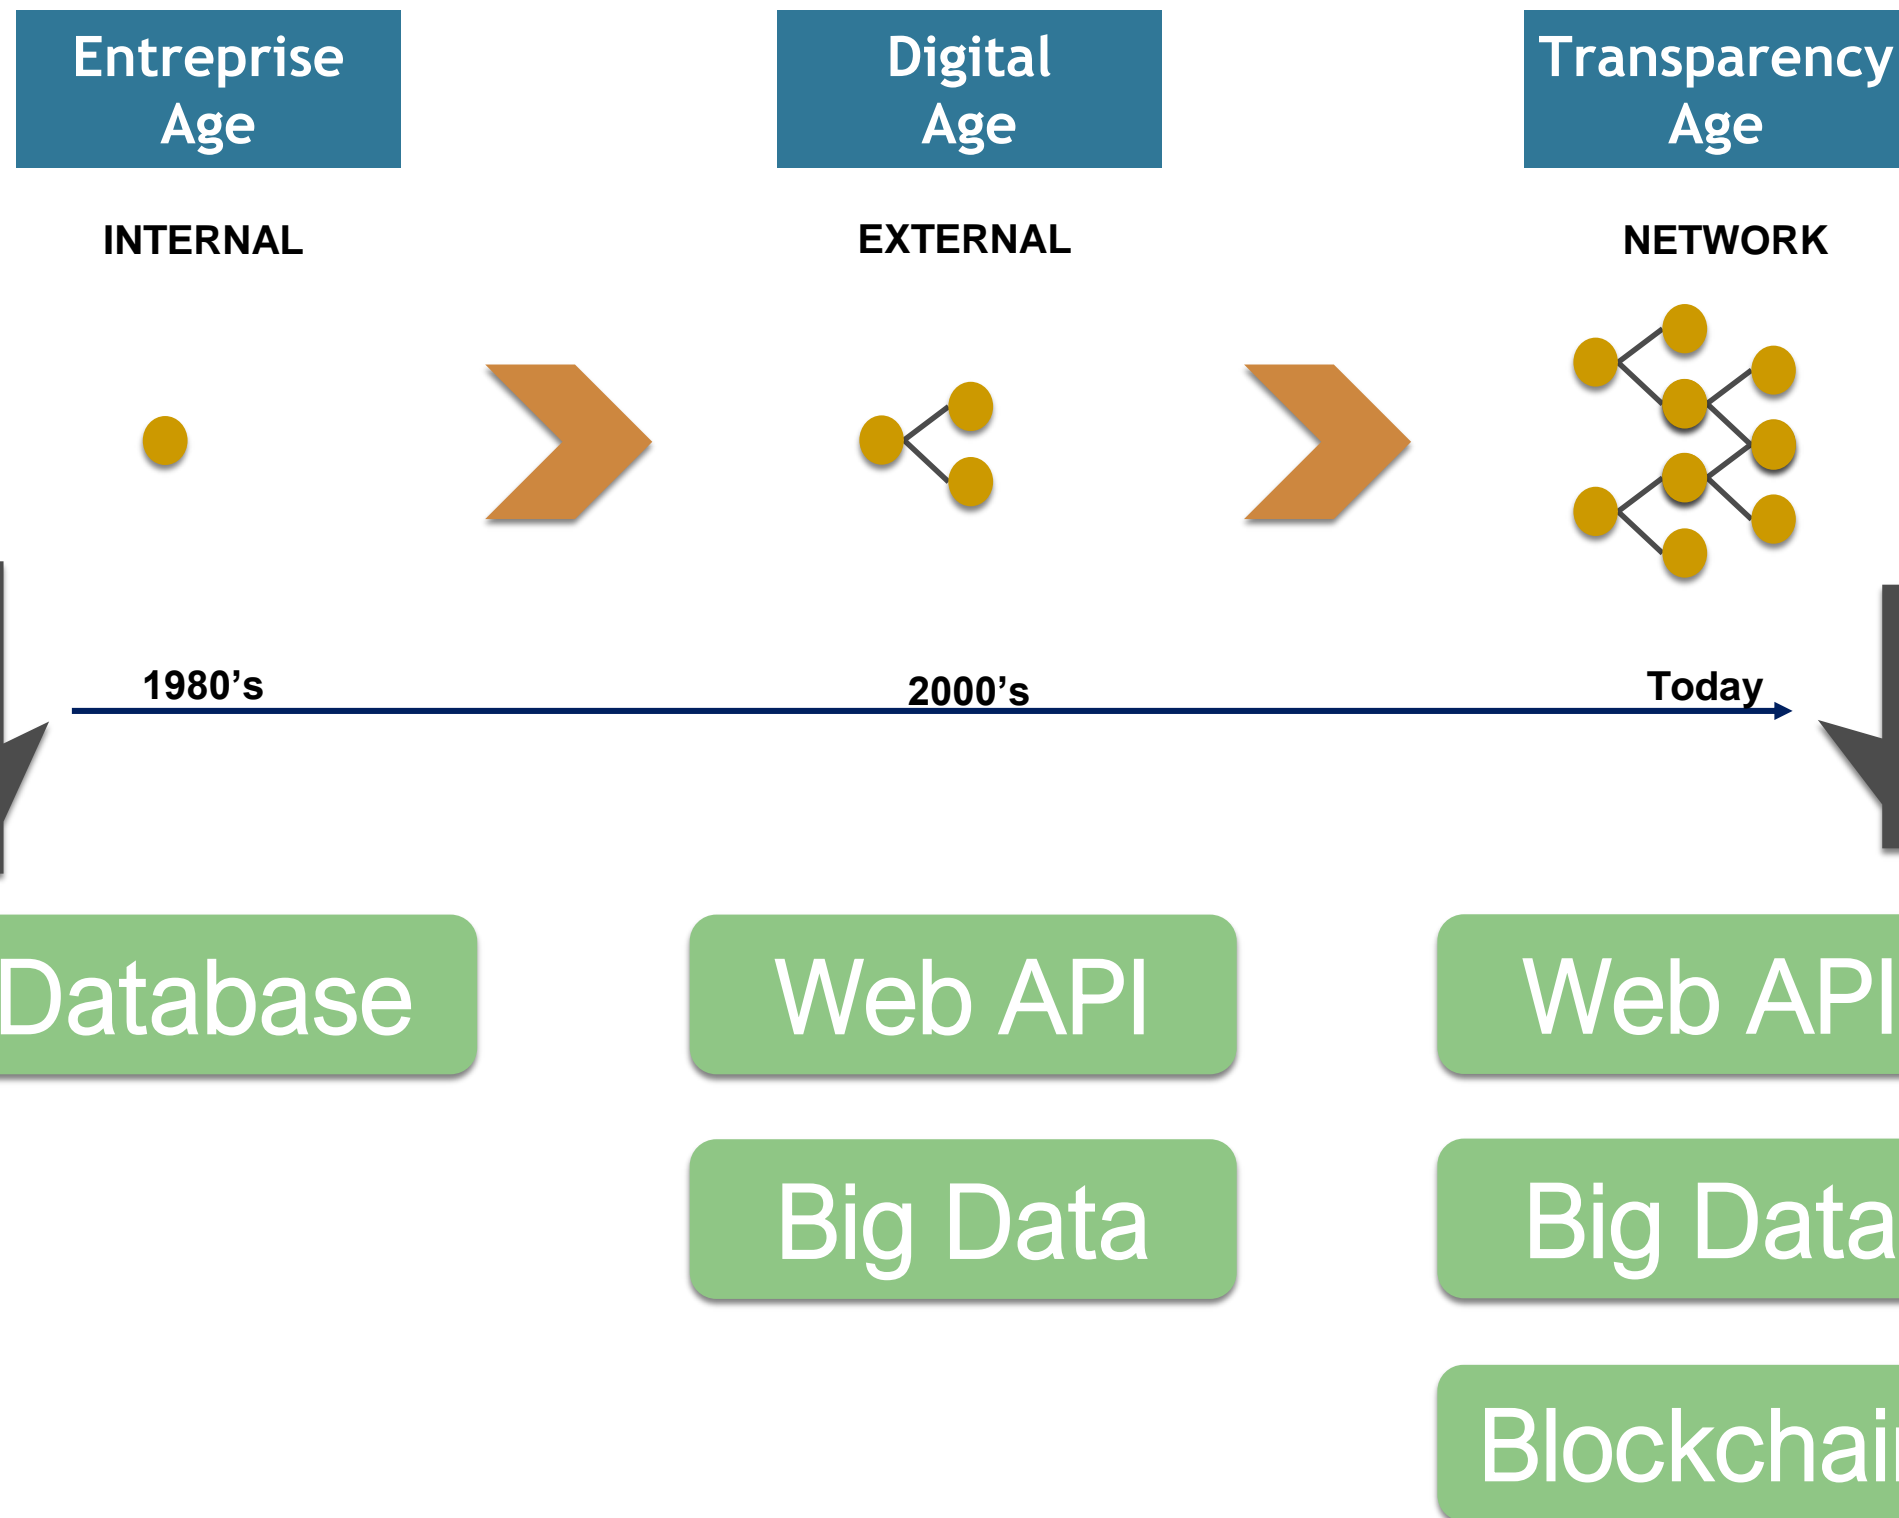 Entreprise
Age
Digital
Age
Transparency
Age
INTERNAL
EXTERNAL
NETWORK
1980’s
2000’s
Today
Database
Web API
Web API
Big Data
Big Data
Blockchain